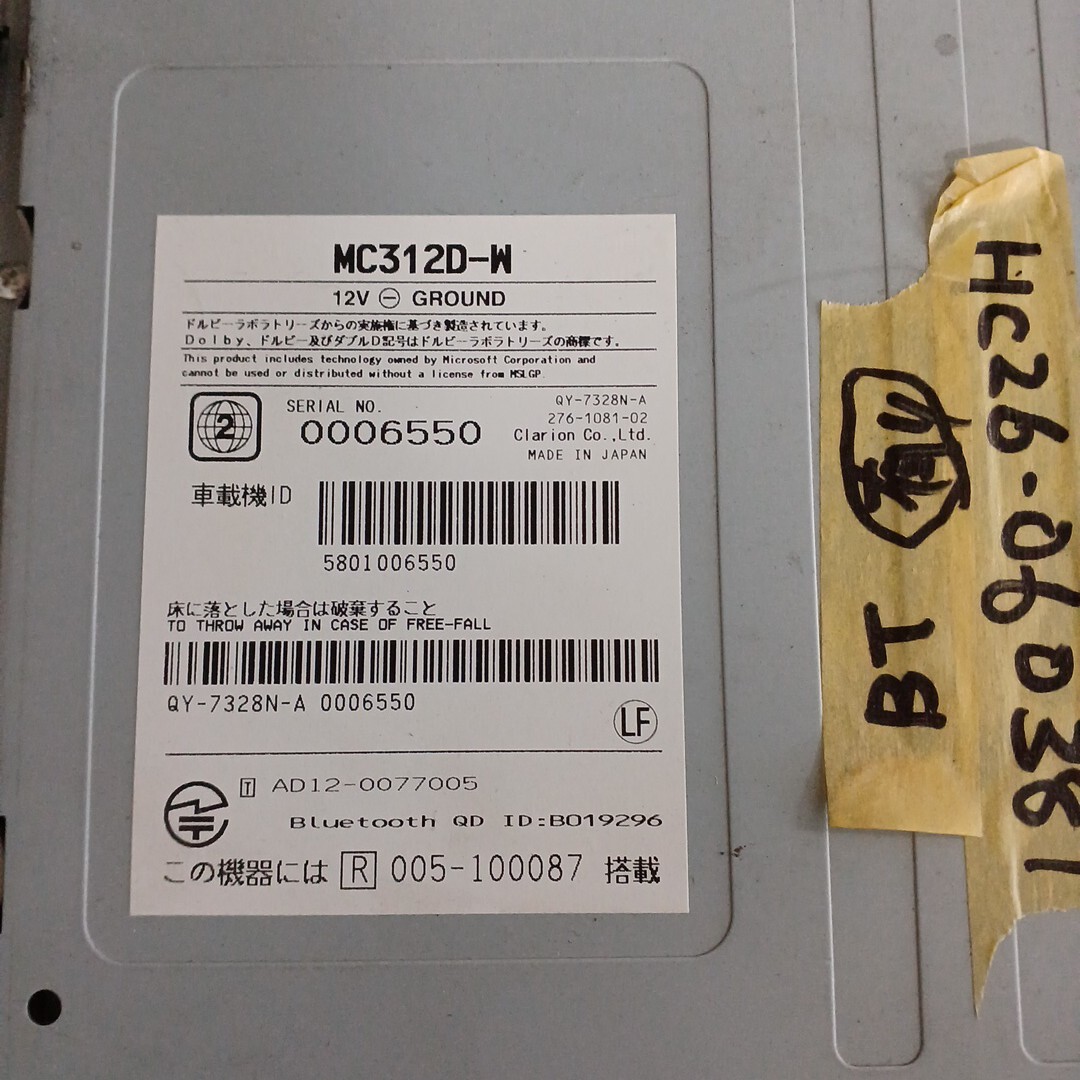 MC312D-W
12V ⊖ GROUND
ドルビーラボラトリーズからの実施権に基づき製造されています。
Dolby、ドルビー及びダブルD記号はドルビーラボラトリーズの商標です。
This product includes technology owned by Microsoft Corporation and
cannot be used or distributed without a license from MSLGP.
2
SERIAL NO.
0006550
QY-7328N-A
276-1081-02
Clarion Co.,Ltd.
MADE IN JAPAN
車載機ID
5801006550
床に落とした場合は破棄すること
TO THROW AWAY IN CASE OF FREE-FALL
QY-7328N-A 0006550
LF
T AD12-0077005
Bluetooth QD ID:B019296
この機器には R 005-100087 搭載
BT
HC26-060381